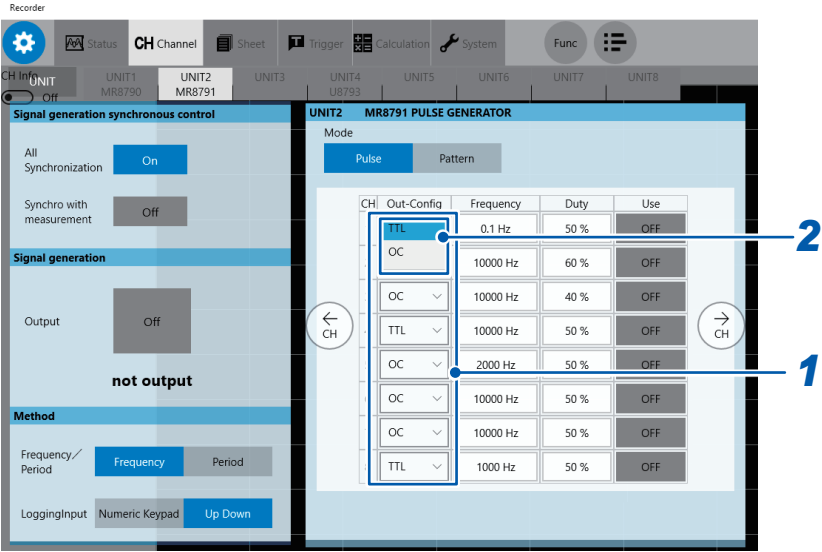 Recorder
Status CH Channel Sheet Trigger Calculation System Func
CH Info UNIT UNIT1 UNIT2 UNIT3 UNIT4 UNIT5 UNIT6 UNIT7 UNIT8
Off MR8790 MR8791 U8793
Signal generation synchronous control
All
Synchronization
On
Synchro with
measurement
Off
Signal generation
Output
Off
not output
Method
Frequency/
Period
Frequency Period
LoggingInput Numeric Keypad Up Down
UNIT2 MR8791 PULSE GENERATOR
Mode
Pulse Pattern
CH Out-Config Frequency Duty Use
TTL 0.1 Hz 50 % OFF
OC 10000 Hz 60 % OFF
OC 10000 Hz 40 % OFF
TTL 10000 Hz 50 % OFF
OC 2000 Hz 50 % OFF
OC 10000 Hz 50 % OFF
OC 10000 Hz 50 % OFF
TTL 1000 Hz 50 % OFF
← CH
→ CH
2
1